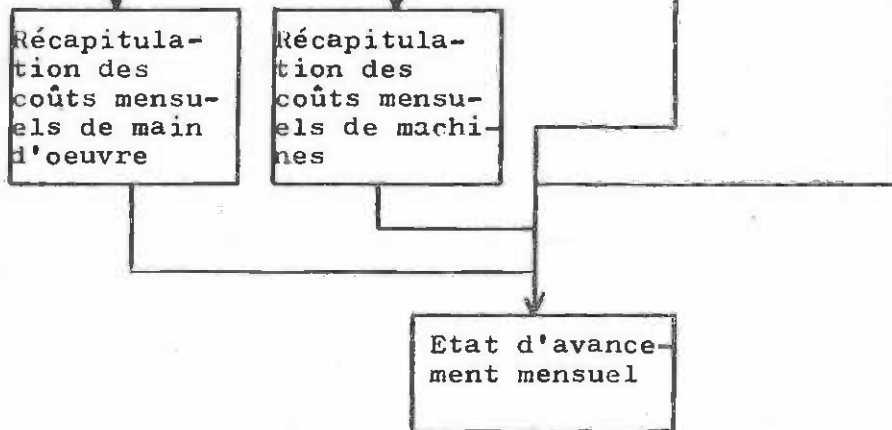 Récapitula-
tion des
coûts mensu-
els de main
d'oeuvre
Récapitula-
tion des
coûts mensu-
els de machi-
nes
Etat d'avance-
ment mensuel